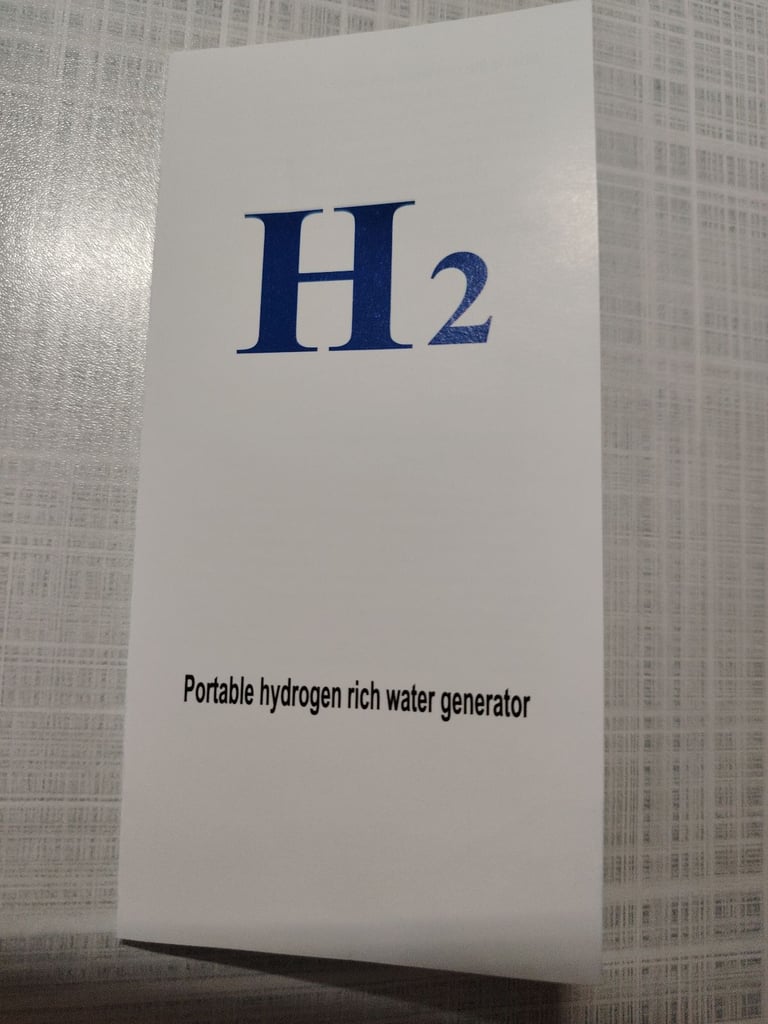 H2
Portable hydrogen rich water generator